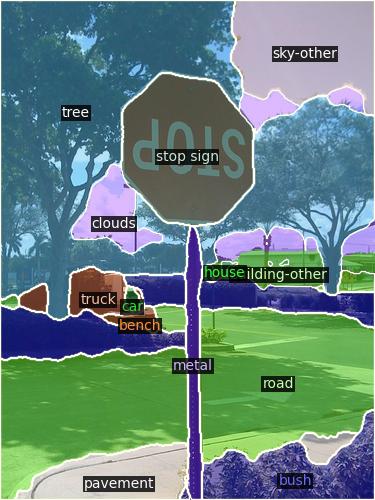 sky-other
tree
STOP
stop sign
clouds
house
ilding-other
truck
car
bench
metal
road
pavement
bush